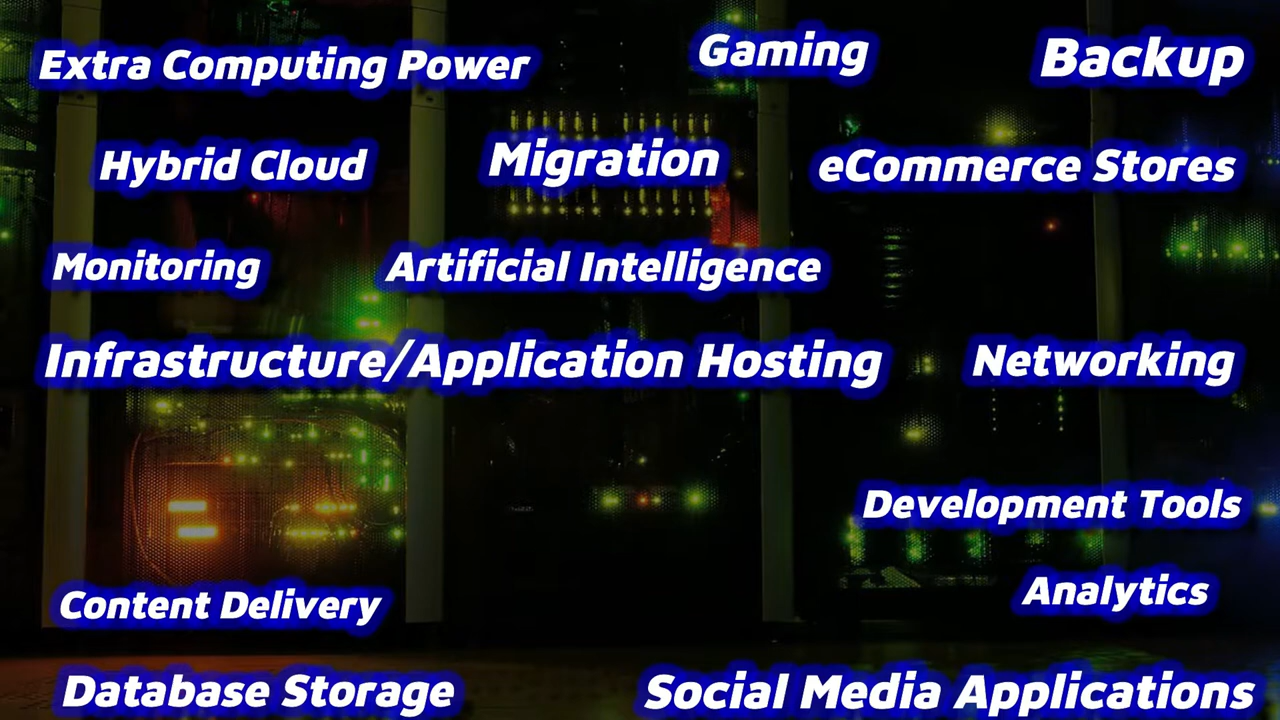 Extra Computing Power
Gaming
Backup
Hybrid Cloud
Migration
eCommerce Stores
Monitoring
Artificial Intelligence
Infrastructure/Application Hosting
Networking
Development Tools
Content Delivery
Analytics
Database Storage
Social Media Applications